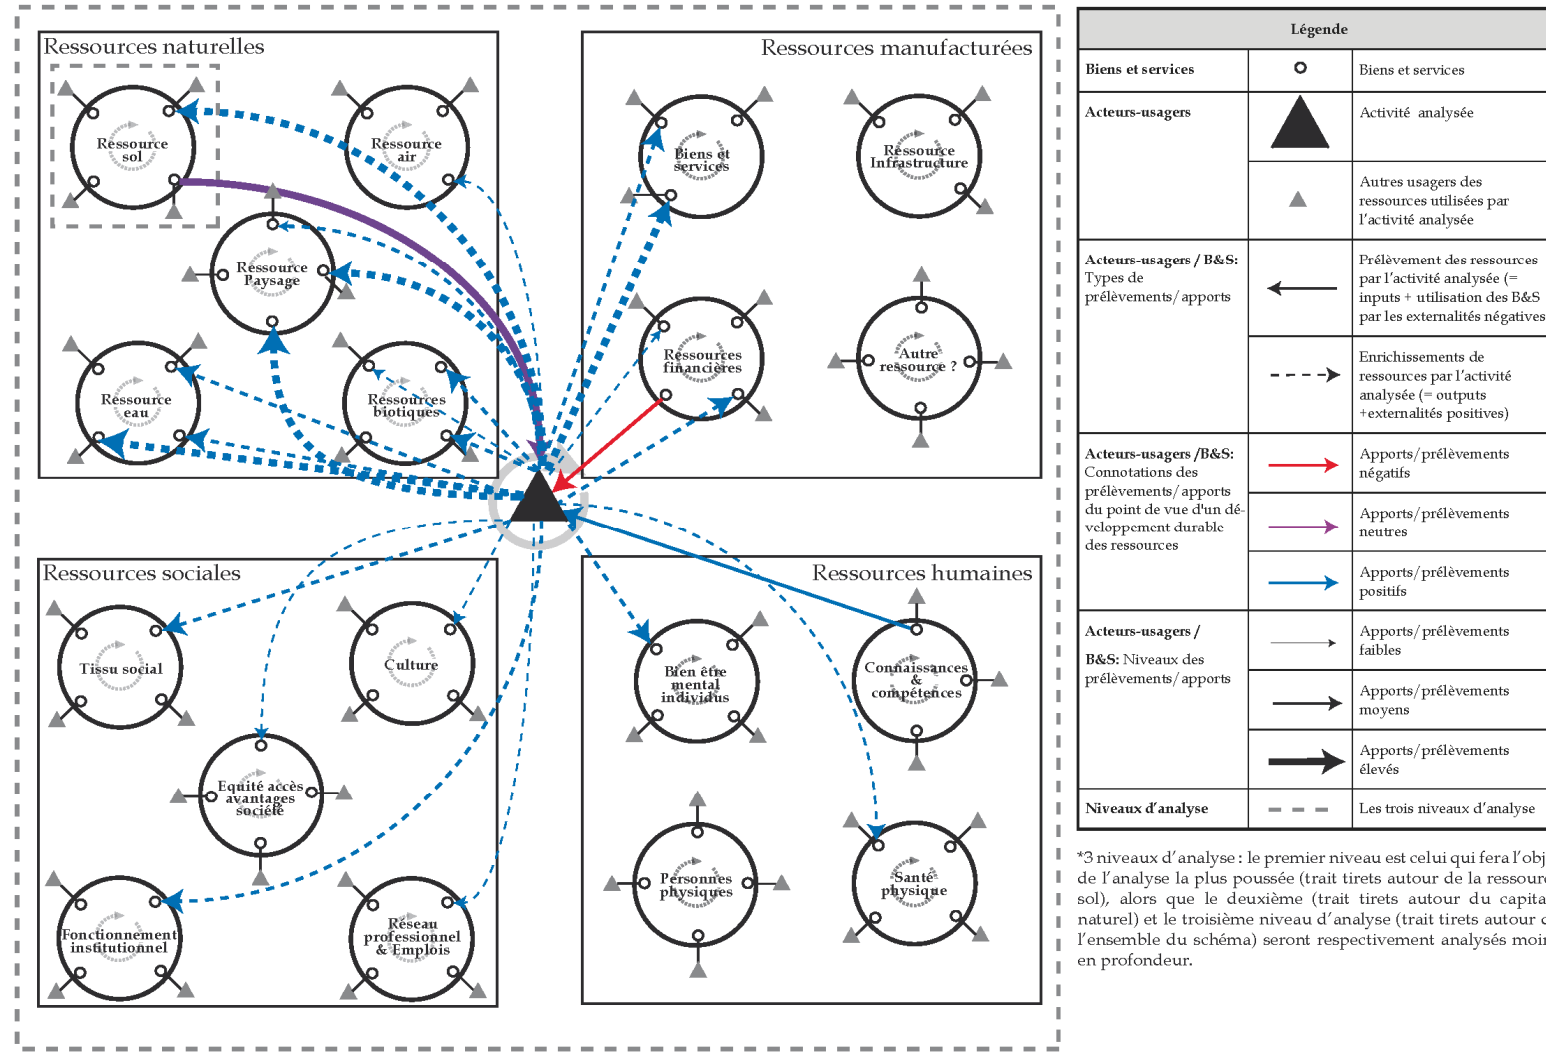 Ressources naturelles
Ressource
sol
Ressource
air
Ressource
Paysage
Ressource
eau
Ressources
biotiques
Ressources manufacturées
Biens et
services
Ressource
Infrastructure
Ressources
financières
Autre
ressource ?
Ressources sociales
Tissu social
Culture
Equité accès
avantages
société
Fonctionnement
institutionnel
Réseau
professionnel
& Emplois
Ressources humaines
Bien être
mental
individus
Connaissances
&
compétences
Personnes
physiques
Santé
physique
Légende
Biens et services
Biens et services
Acteurs-usagers
Activité analysée
Autres usagers des
ressources utilisées par
l'activité analysée
Acteurs-usagers / B&S:
Types de
prélèvements/apports
Prélèvement des ressources
par l'activité analysée (=
inputs + utilisation des B&S
par les externalités négatives
Enrichissements de
ressources par l'activité
analysée (= outputs
+externalités positives)
Acteurs-usagers /B&S:
Connotations des
prélèvements/apports
du point de vue d'un dé-
veloppement durable
des ressources
Apports/prélèvements
négatifs
Apports/prélèvements
neutres
Apports/prélèvements
positifs
Acteurs-usagers /
B&S: Niveaux des
prélèvements/apports
Apports/prélèvements
faibles
Apports/prélèvements
moyens
Apports/prélèvements
élevés
Niveaux d'analyse
Les trois niveaux d'analyse
*3 niveaux d'analyse : le premier niveau est celui qui fera l'obj
de l'analyse la plus poussée (trait tirets autour de la ressour
sol), alors que le deuxième (trait tirets autour du capita
naturel) et le troisième niveau d'analyse (trait tirets autour d
l'ensemble du schéma) seront respectivement analysés moin
en profondeur.